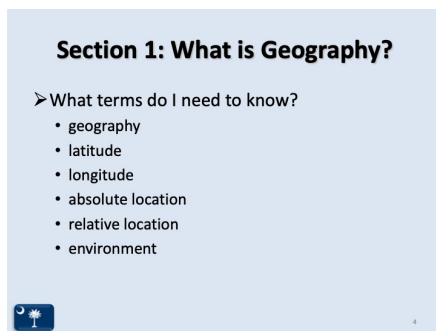 Section 1: What is Geography?
➢What terms do I need to know?
• geography
• latitude
• longitude
• absolute location
• relative location
• environment
4